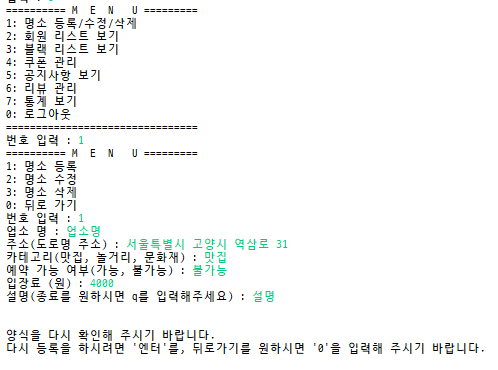 ========== M E N U =========
1: 명소 등록/수정/삭제
2: 회원 리스트 보기
3: 블랙 리스트 보기
4: 쿠폰 관리
5: 공지사항 보기
6: 리뷰 관리
7: 통계 보기
0: 로그아웃
================================
번호 입력 : 1
========== M E N U =========
1: 명소 등록
2: 명소 수정
3: 명소 삭제
0: 뒤로 가기
번호 입력 : 1
업소 명 : 업소명
주소(도로명 주소) : 서울특별시 고양시 역삼로 31
카테고리(맛집, 놀거리, 문화재) : 맛집
예약 가능 여부(가능, 불가능) : 불가능
입장료 (원) : 4000
설명(종료를 원하시면 q를 입력해주세요) : 설명
양식을 다시 확인해 주시기 바랍니다.
다시 등록을 하시려면 '엔터'를, 뒤로가기를 원하시면 '0'을 입력해 주시기 바랍니다.